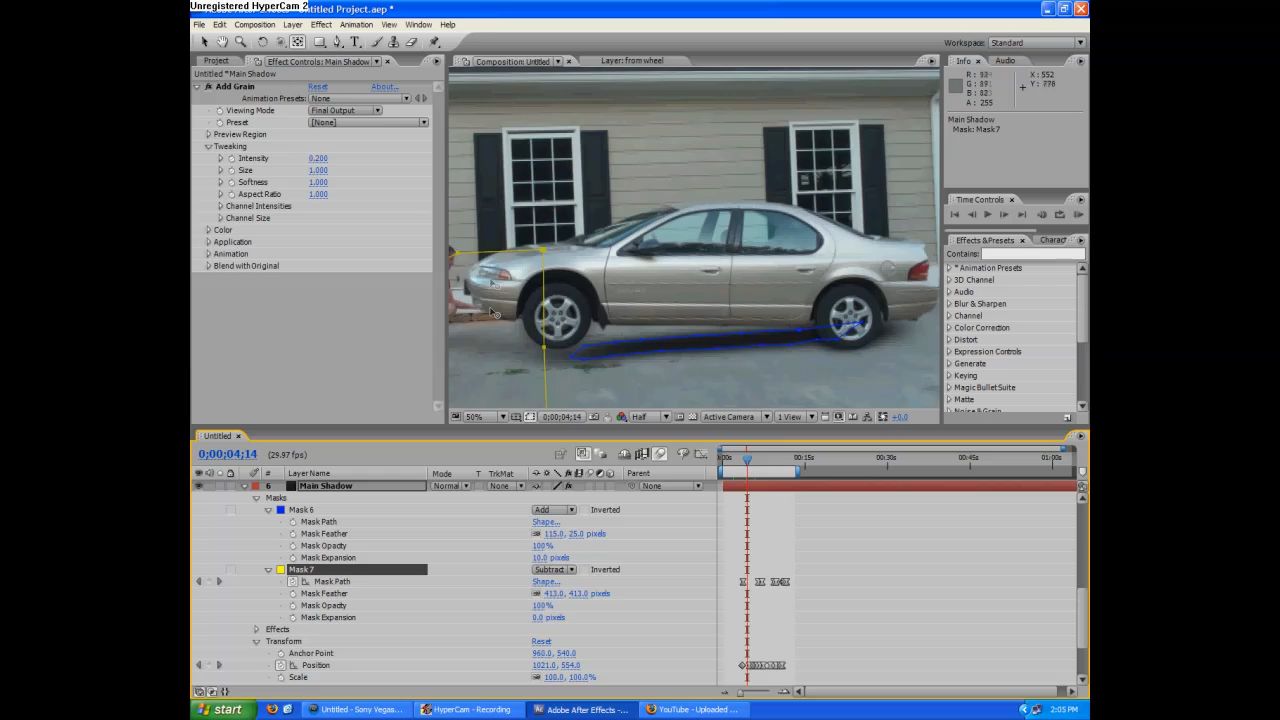 Unregistered HyperCam 2
Untitled Project.aep *
File Edit Composition Layer Effect Animation View Window Help
Workspace: Standard
Project Effect Controls: Main Shadow
Untitled * Main Shadow
Add Grain Reset About...
Animation Presets: None
Viewing Mode Final Output
Preset [None]
Preview Region
Tweaking
Intensity 0.200
Size 1.000
Softness 1.000
Aspect Ratio 1.000
Channel Intensities
Channel Size
Color
Application
Animation
Blend with Original
Composition: Untitled Layer: from wheel
50% 0;00;04;14 Half Active Camera 1 View +0.0
Info Audio
R:
G:
B:
A: 255
X: 552
Y: 778
Main Shadow
Mask: Mask7
Time Controls
Effects & Presets Charact
Contains:
* Animation Presets
3D Channel
Audio
Blur & Sharpen
Channel
Color Correction
Distort
Expression Controls
Generate
Keying
Magic Bullet Suite
Matte
Noise & Grain
Untitled
0;00;04;14 (29.97 fps)
:00s 00:15s 00:30s 00:45s 01:00s
# Layer Name Mode T TrkMat Parent
6 Main Shadow Normal None None
Masks
Mask 6 Add Inverted
Mask Path Shape...
Mask Feather 115.0, 25.0 pixels
Mask Opacity 100%
Mask Expansion 10.0 pixels
Mask 7 Subtract Inverted
Mask Path Shape...
Mask Feather 413.0, 413.0 pixels
Mask Opacity 100%
Mask Expansion 0.0 pixels
Effects
Transform Reset
Anchor Point 960.0, 540.0
Position 1021.0, 554.0
Scale 100.0, 100.0%
start Untitled - Sony Vegas... HyperCam - Recording Adobe After Effects -... YouTube - Uploaded ... 2:05 PM